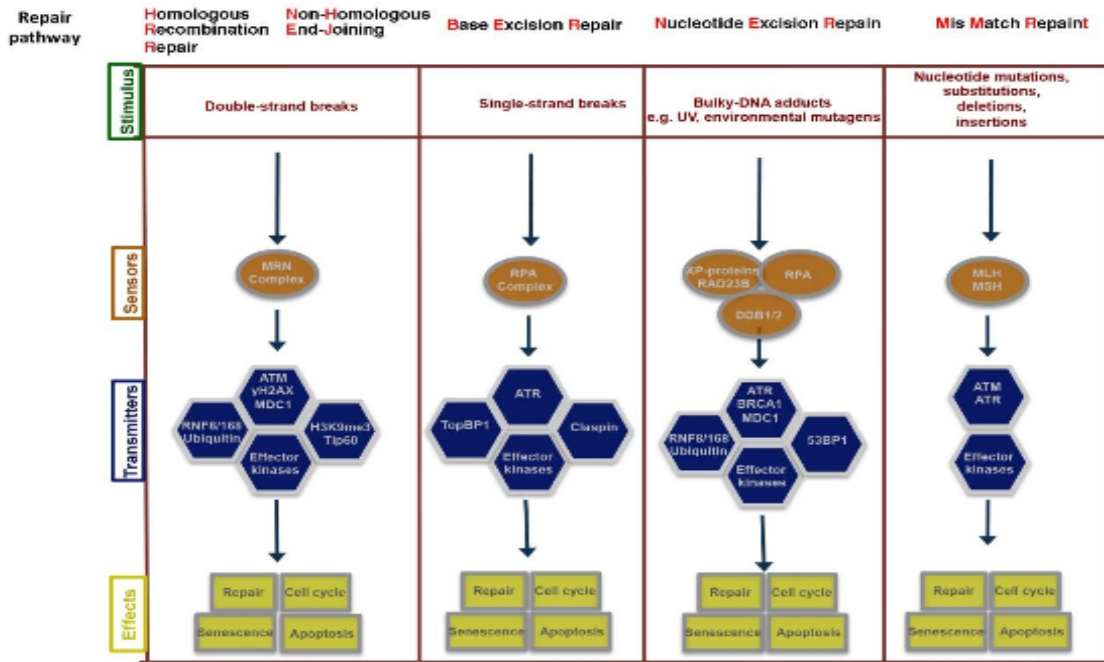 Repair
pathway
Homologous
Recombination
Repair
Non-Homologous
End-Joining
Base Excision Repair
Nucleotide Excision Repain
Mis Match Repaint
Stimulus
Double-strand breaks
Single-strand breaks
Bulky-DNA adducts
e.g. UV, environmental mutagens
Nucleotide mutations,
substitutions,
deletions,
insertions
Sensors
MRN
Complex
RPA
Complex
XP-proteins
RAD23B
RPA
DDB1/2
MLH
MSH
Transmitters
ATM
yH2AX
MDC1
RNF8/168
Ubiquitin
H3K9me3
Tip60
Effector
kinases
ATR
TopBP1
Claspin
Effector
kinases
ATR
BRCA1
MDC1
RNF8/168
Ubiquitin
53BP1
Effector
kinases
ATM
ATR
Effector
kinases
Effects
Repair
Cell cycle
Senescence
Apoptosis
Repair
Cell cycle
Senescence
Apoptosis
Repair
Cell cycle
Senescence
Apoptosis
Repair
Cell cycle
Senescence
Apoptosis